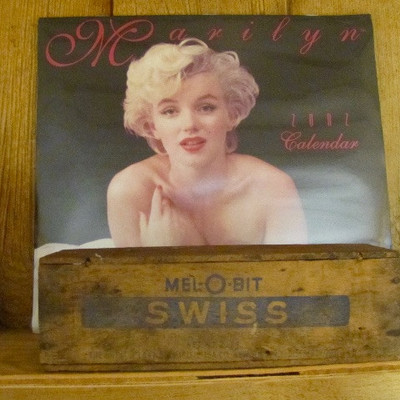 Marilyn
2002
Calendar
MEL-O-BIT
SWISS